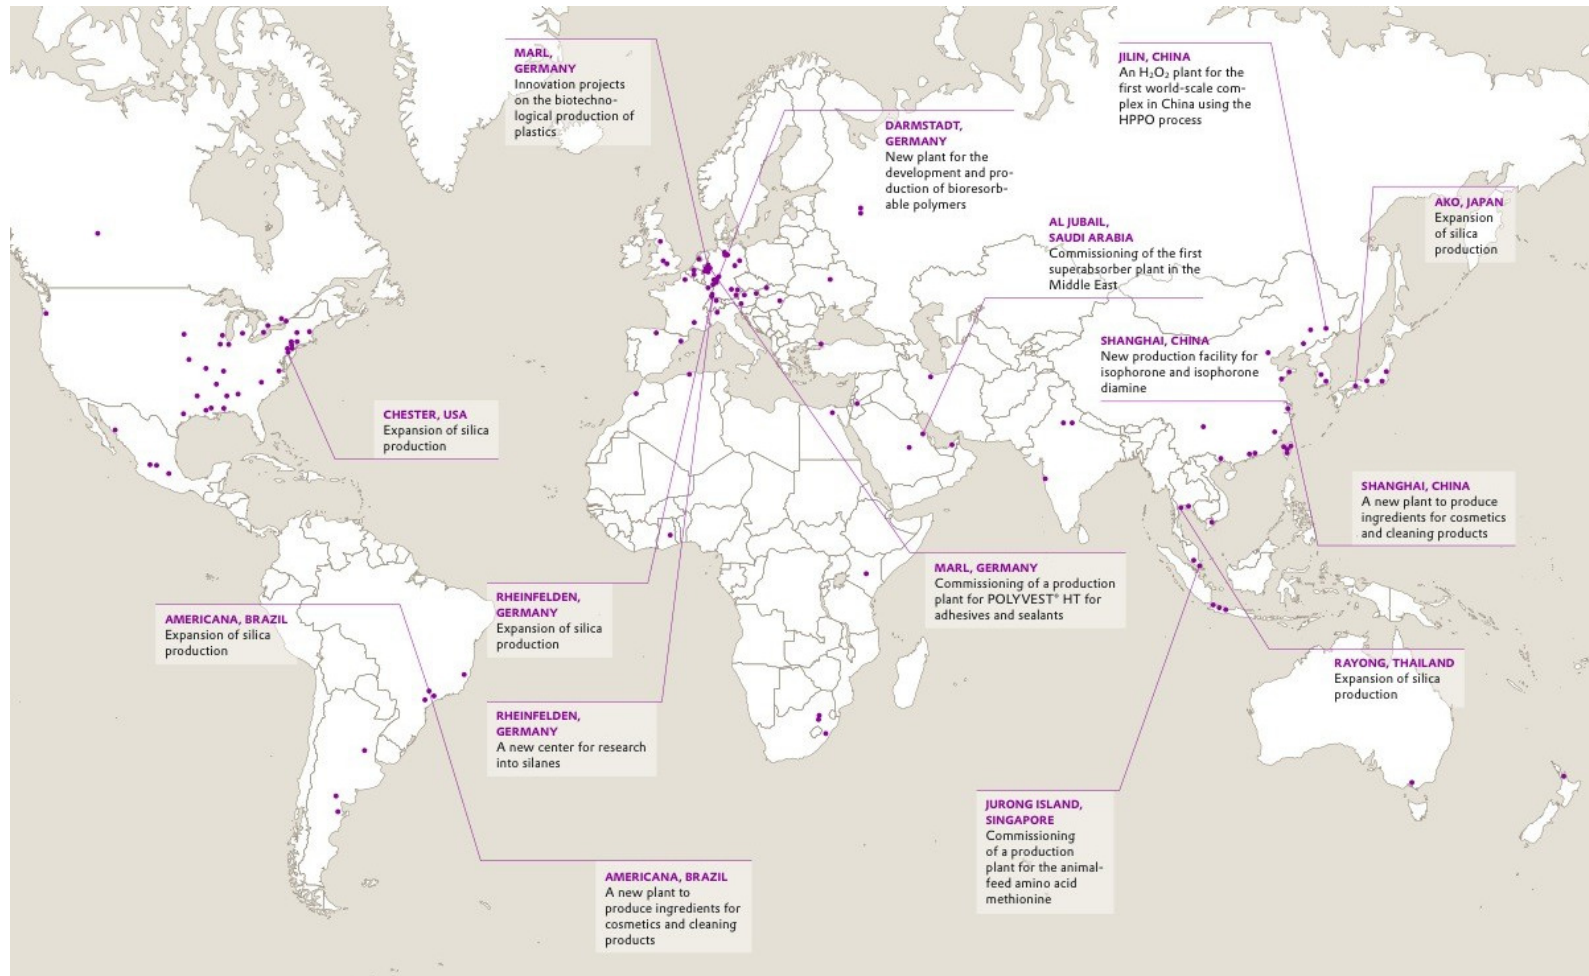 MARL,
GERMANY
Innovation projects
on the biotechno-
logical production of
plastics
DARMSTADT,
GERMANY
New plant for the
development and pro-
duction of bioresorb-
able polymers
JILIN, CHINA
An H₂O₂ plant for the
first world-scale com-
plex in China using the
HPPO process
AKO, JAPAN
Expansion
of silica
production
AL JUBAIL,
SAUDI ARABIA
Commissioning of the first
superabsorber plant in the
Middle East
SHANGHAI, CHINA
New production facility for
isophorone and isophorone
diamine
CHESTER, USA
Expansion of silica
production
SHANGHAI, CHINA
A new plant to produce
ingredients for cosmetics
and cleaning products
MARL, GERMANY
Commissioning of a production
plant for POLYVEST® HT for
adhesives and sealants
RHEINFELDEN,
GERMANY
Expansion of silica
production
AMERICANA, BRAZIL
Expansion of silica
production
RAYONG, THAILAND
Expansion of silica
production
RHEINFELDEN,
GERMANY
A new center for research
into silanes
JURONG ISLAND,
SINGAPORE
Commissioning
of a production
plant for the animal-
feed amino acid
methionine
AMERICANA, BRAZIL
A new plant to
produce ingredients for
cosmetics and cleaning
products